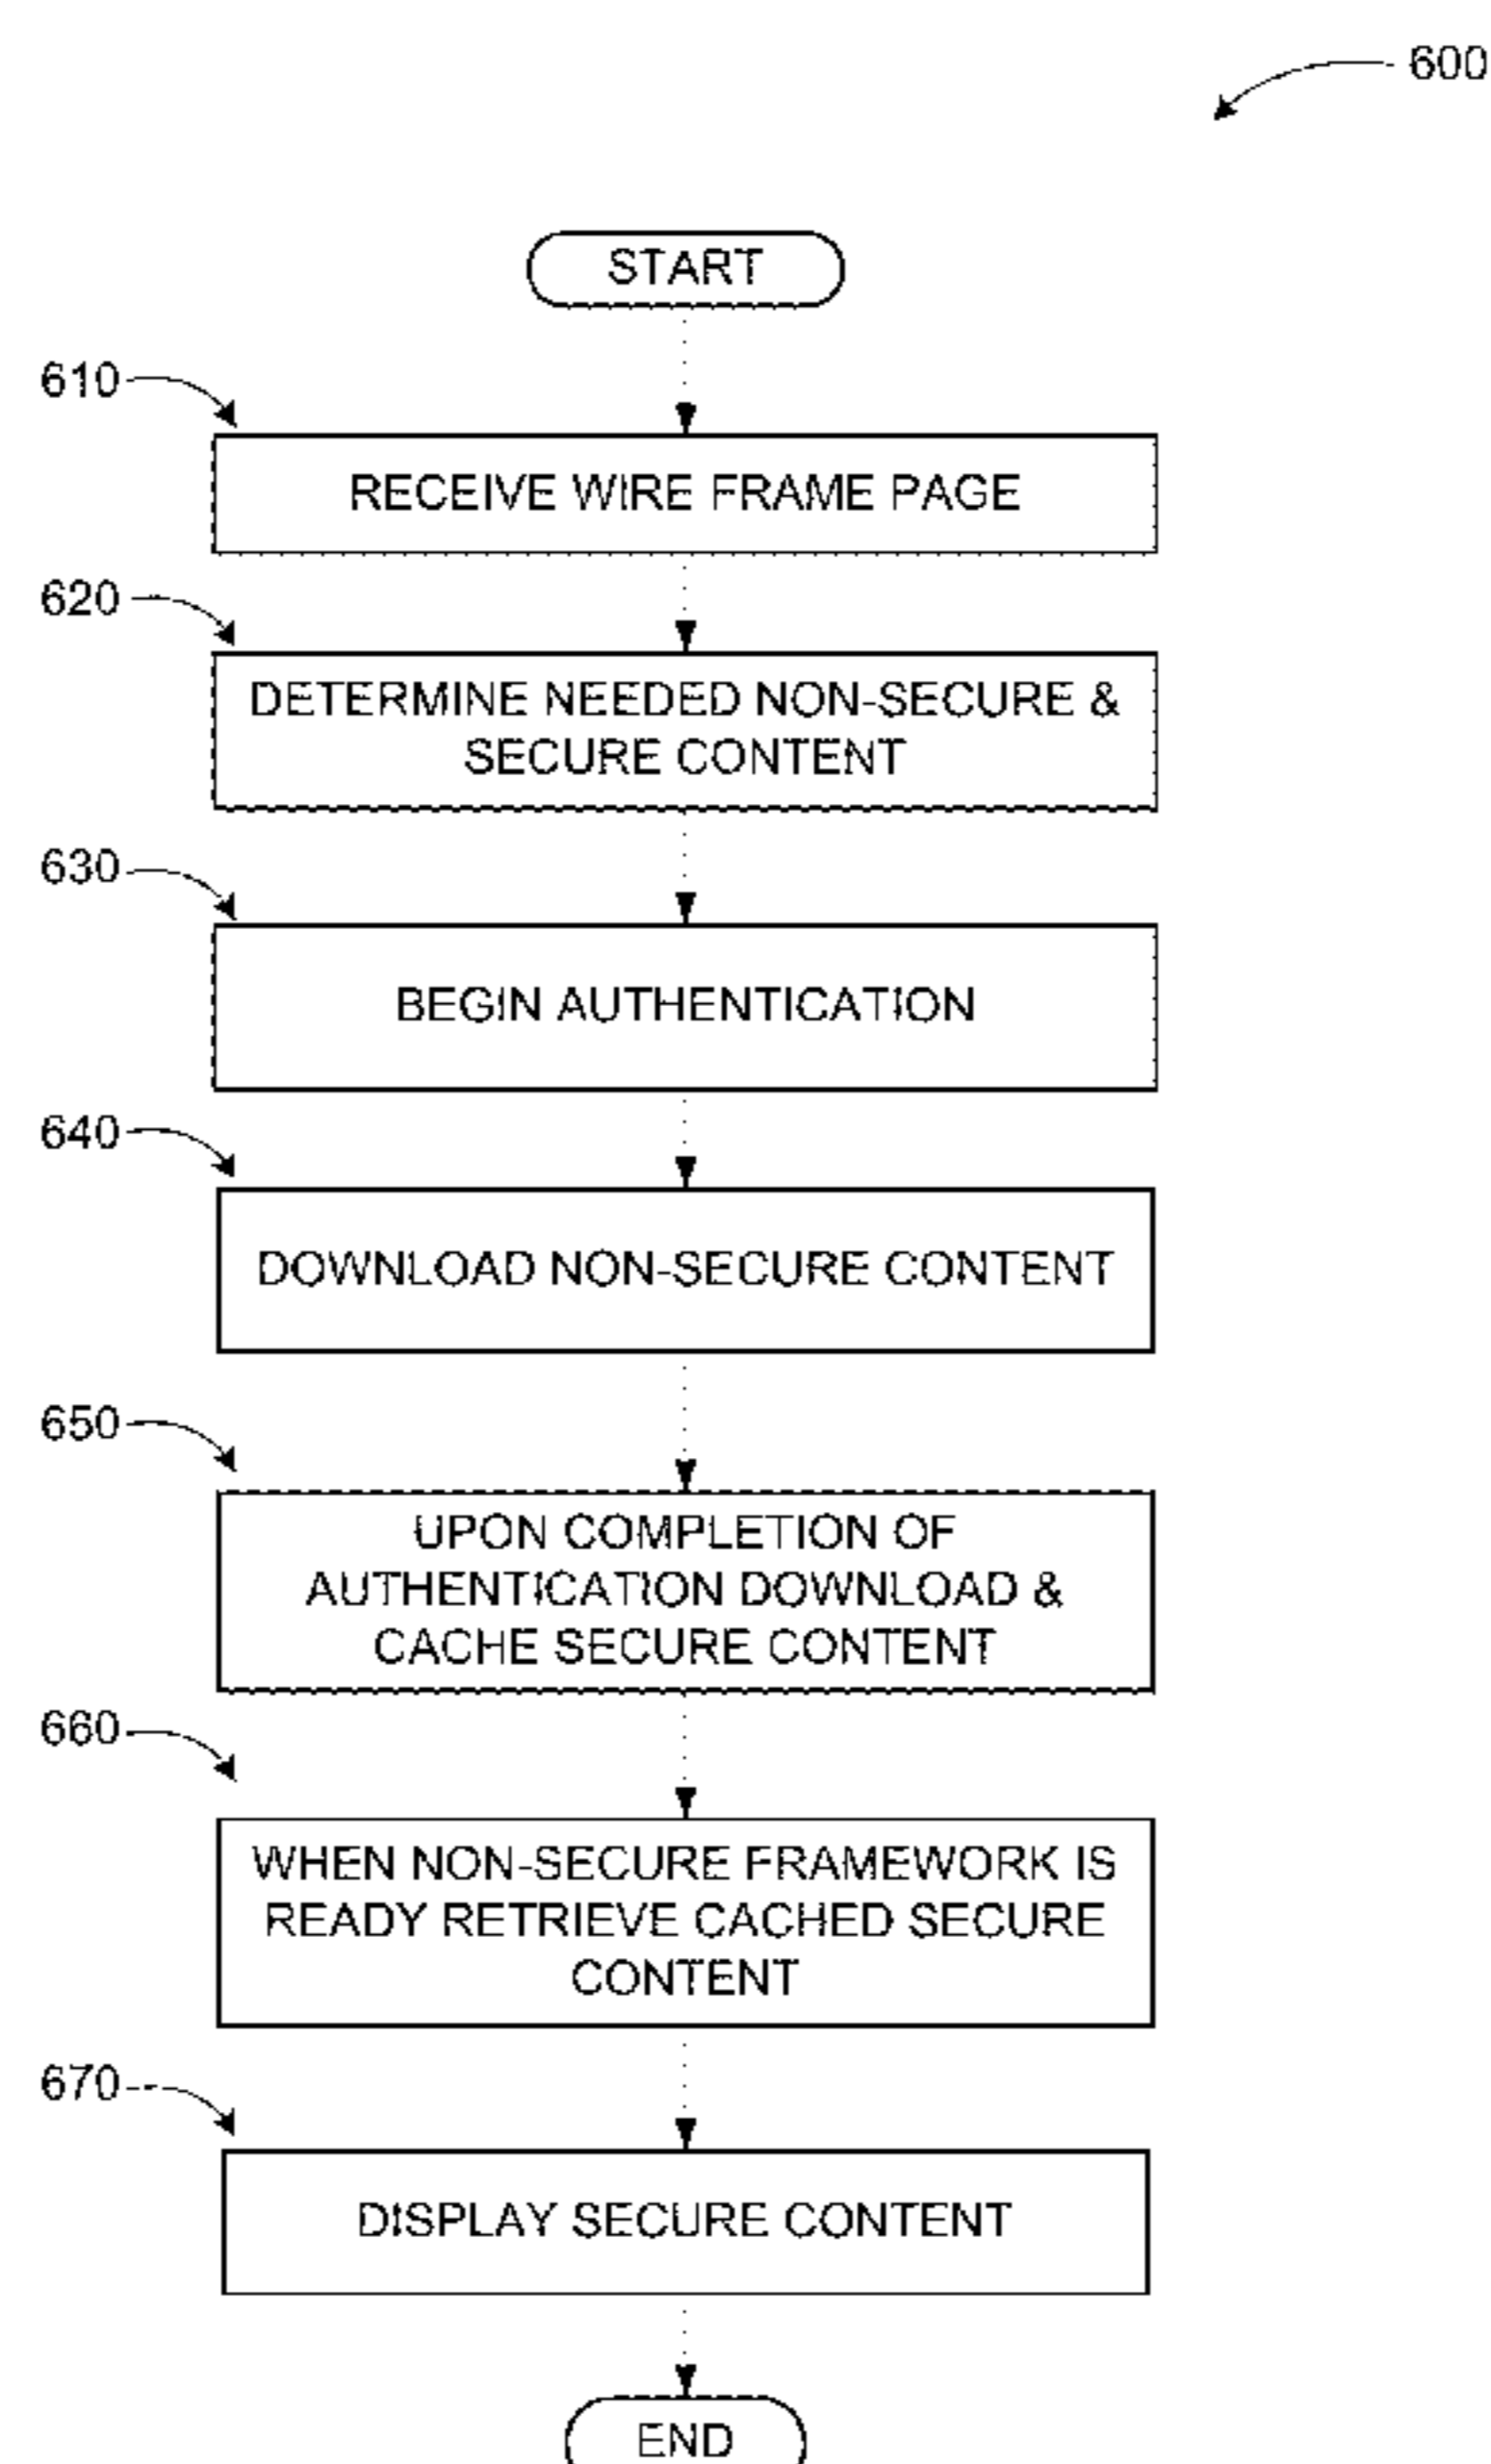 600
START
610
RECEIVE WIRE FRAME PAGE
620
DETERMINE NEEDED NON-SECURE &
SECURE CONTENT
630
BEGIN AUTHENTICATION
640
DOWNLOAD NON-SECURE CONTENT
650
UPON COMPLETION OF
AUTHENTICATION DOWNLOAD &
CACHE SECURE CONTENT
660
WHEN NON-SECURE FRAMEWORK IS
READY RETRIEVE CACHED SECURE
CONTENT
670
DISPLAY SECURE CONTENT
END